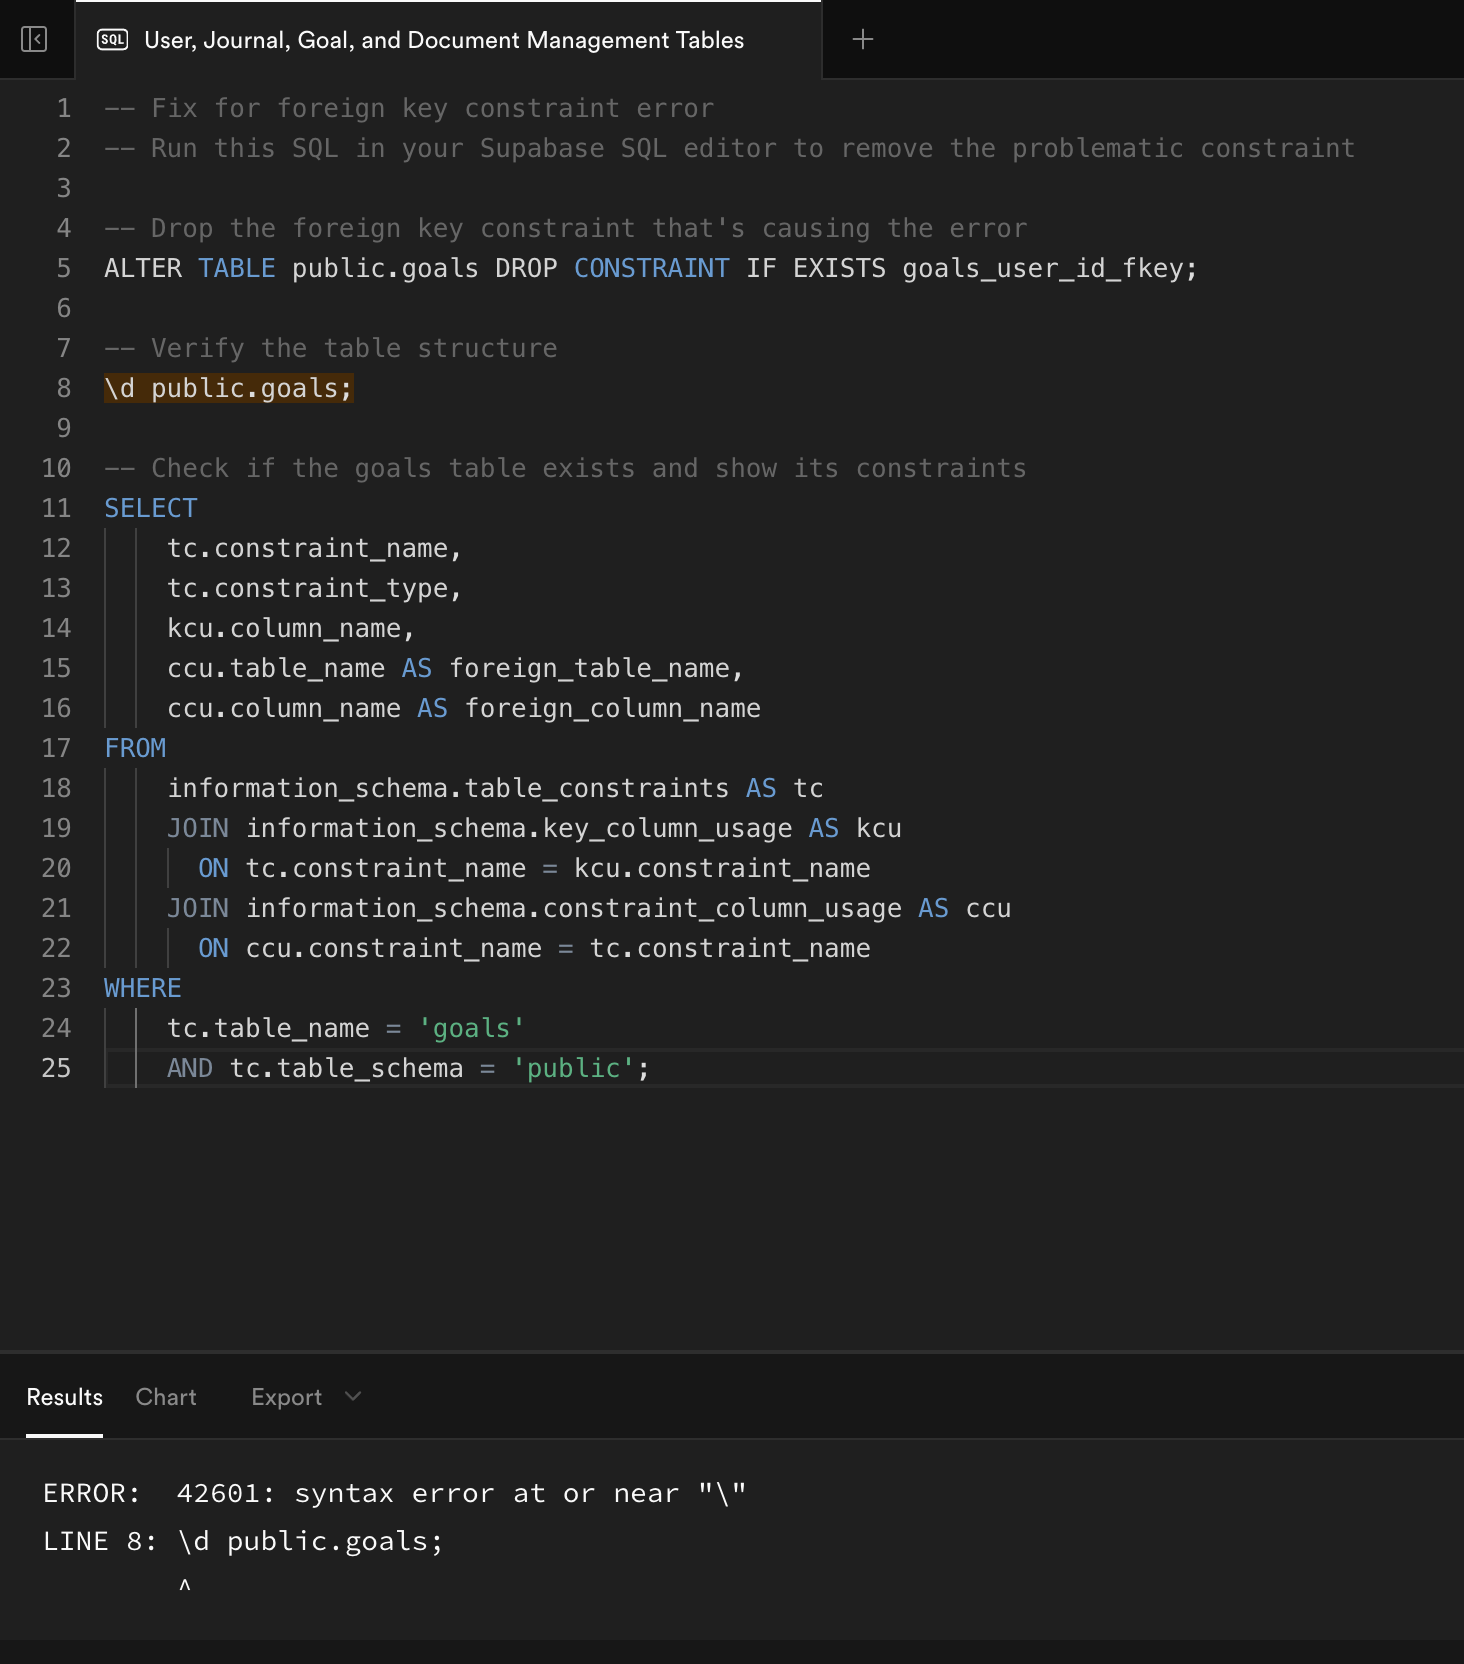 SQL User, Journal, Goal, and Document Management Tables
1 -- Fix for foreign key constraint error
2 -- Run this SQL in your Supabase SQL editor to remove the problematic constraint
3
4 -- Drop the foreign key constraint that's causing the error
5 ALTER TABLE public.goals DROP CONSTRAINT IF EXISTS goals_user_id_fkey;
6
7 -- Verify the table structure
8 \d public.goals;
9
10 -- Check if the goals table exists and show its constraints
11 SELECT
12     tc.constraint_name,
13     tc.constraint_type,
14     kcu.column_name,
15     ccu.table_name AS foreign_table_name,
16     ccu.column_name AS foreign_column_name
17 FROM
18     information_schema.table_constraints AS tc
19     JOIN information_schema.key_column_usage AS kcu
20       ON tc.constraint_name = kcu.constraint_name
21     JOIN information_schema.constraint_column_usage AS ccu
22       ON ccu.constraint_name = tc.constraint_name
23 WHERE
24     tc.table_name = 'goals'
25     AND tc.table_schema = 'public';
Results Chart Export
ERROR:  42601: syntax error at or near "\"
LINE 8: \d public.goals;
        ^